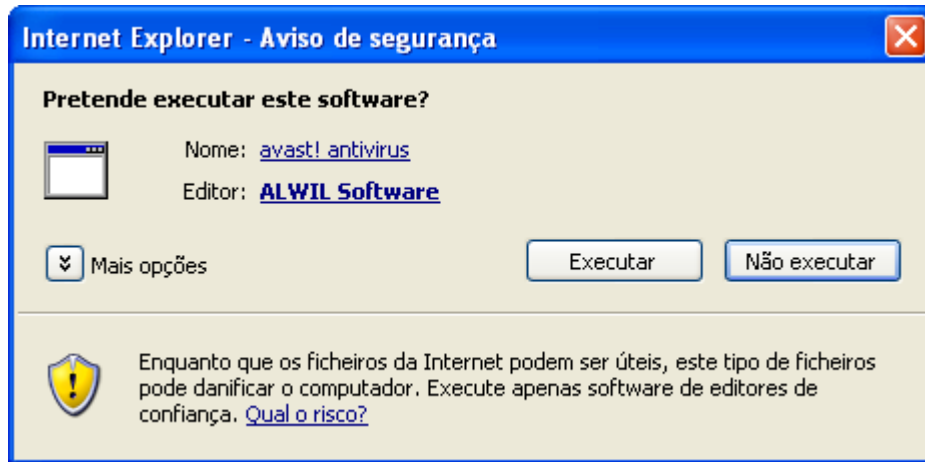 Internet Explorer - Aviso de segurança
Pretende executar este software?
Nome: avast! antivirus
Editor: ALWIL Software
Mais opções
Executar
Não executar
Enquanto que os ficheiros da Internet podem ser úteis, este tipo de ficheiros
pode danificar o computador. Execute apenas software de editores de
confiança. Qual o risco?